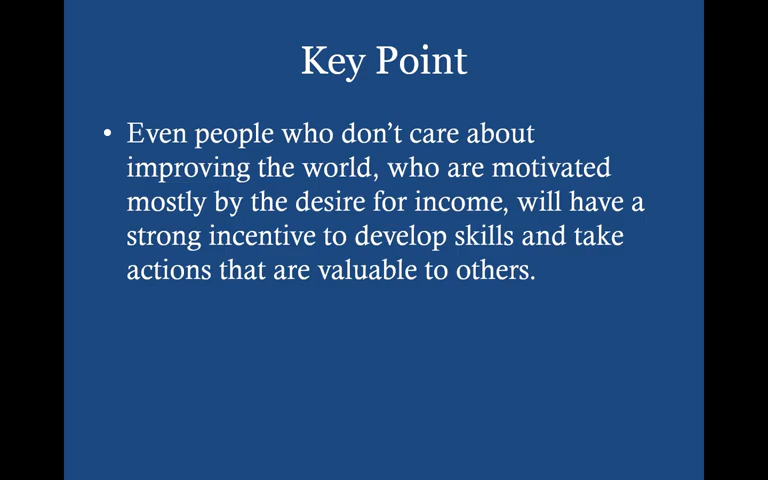 Key Point
• Even people who don’t care about
improving the world, who are motivated
mostly by the desire for income, will have a
strong incentive to develop skills and take
actions that are valuable to others.